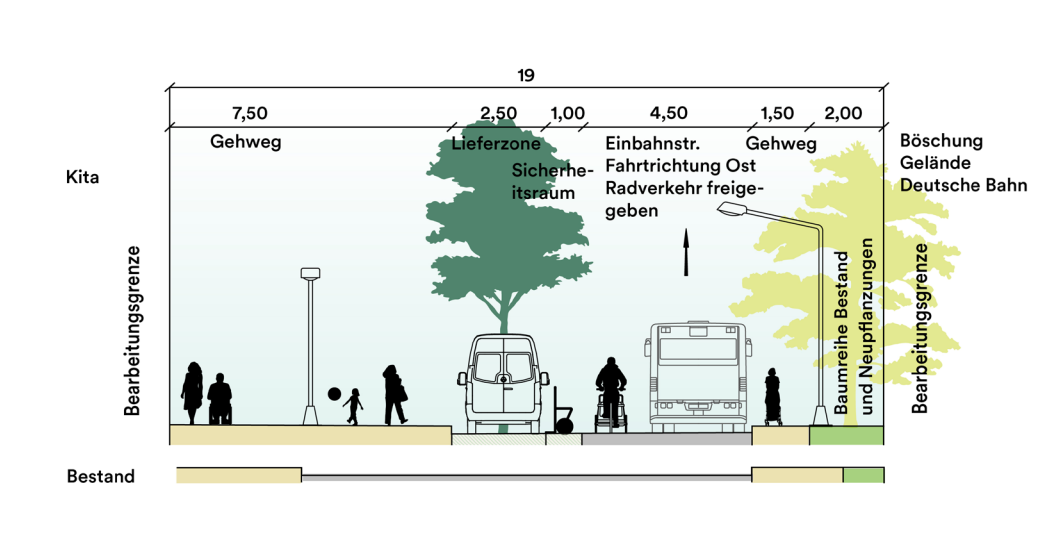 19
7,50
2,50
1,00
4,50
1,50
2,00
Gehweg
Lieferzone
Sicherhe-
itsraum
Einbahnstr.
Fahrtrichtung Ost
Radverkehr freige-
geben
Gehweg
Böschung
Gelände
Deutsche Bahn
Kita
Bearbeitungsgrenze
Baumreihe Bestand
und Neupflanzungen
Bearbeitungsgrenze
Bestand